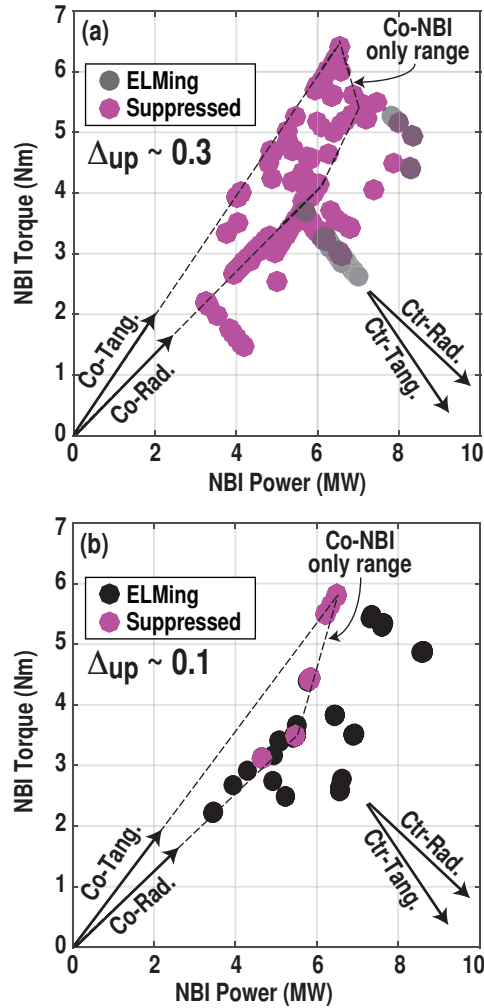 (a)
Co-NBI
only range
ELMing
Suppressed
Δup ~ 0.3
7
6
5
4
3
2
1
0
NBI Torque (Nm)
Co-Tang.
Co-Rad.
Ctr-Rad.
Ctr-Tang.
0 2 4 6 8 10
NBI Power (MW)
(b)
Co-NBI
only range
ELMing
Suppressed
Δup ~ 0.1
7
6
5
4
3
2
1
0
NBI Torque (Nm)
Co-Tang.
Co-Rad.
Ctr-Rad.
Ctr-Tang.
0 2 4 6 8 10
NBI Power (MW)